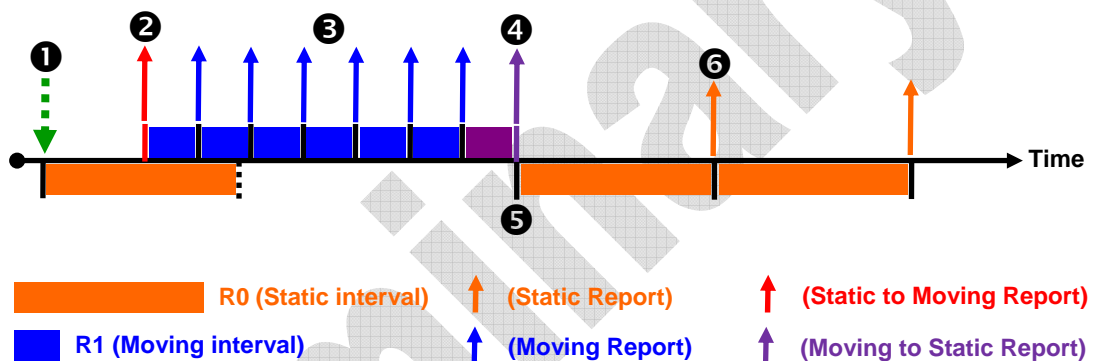 ❶ ❷ ❸ ❹ ❻
Time
❺
R0 (Static interval) (Static Report) (Static to Moving Report)
R1 (Moving interval) (Moving Report) (Moving to Static Report)